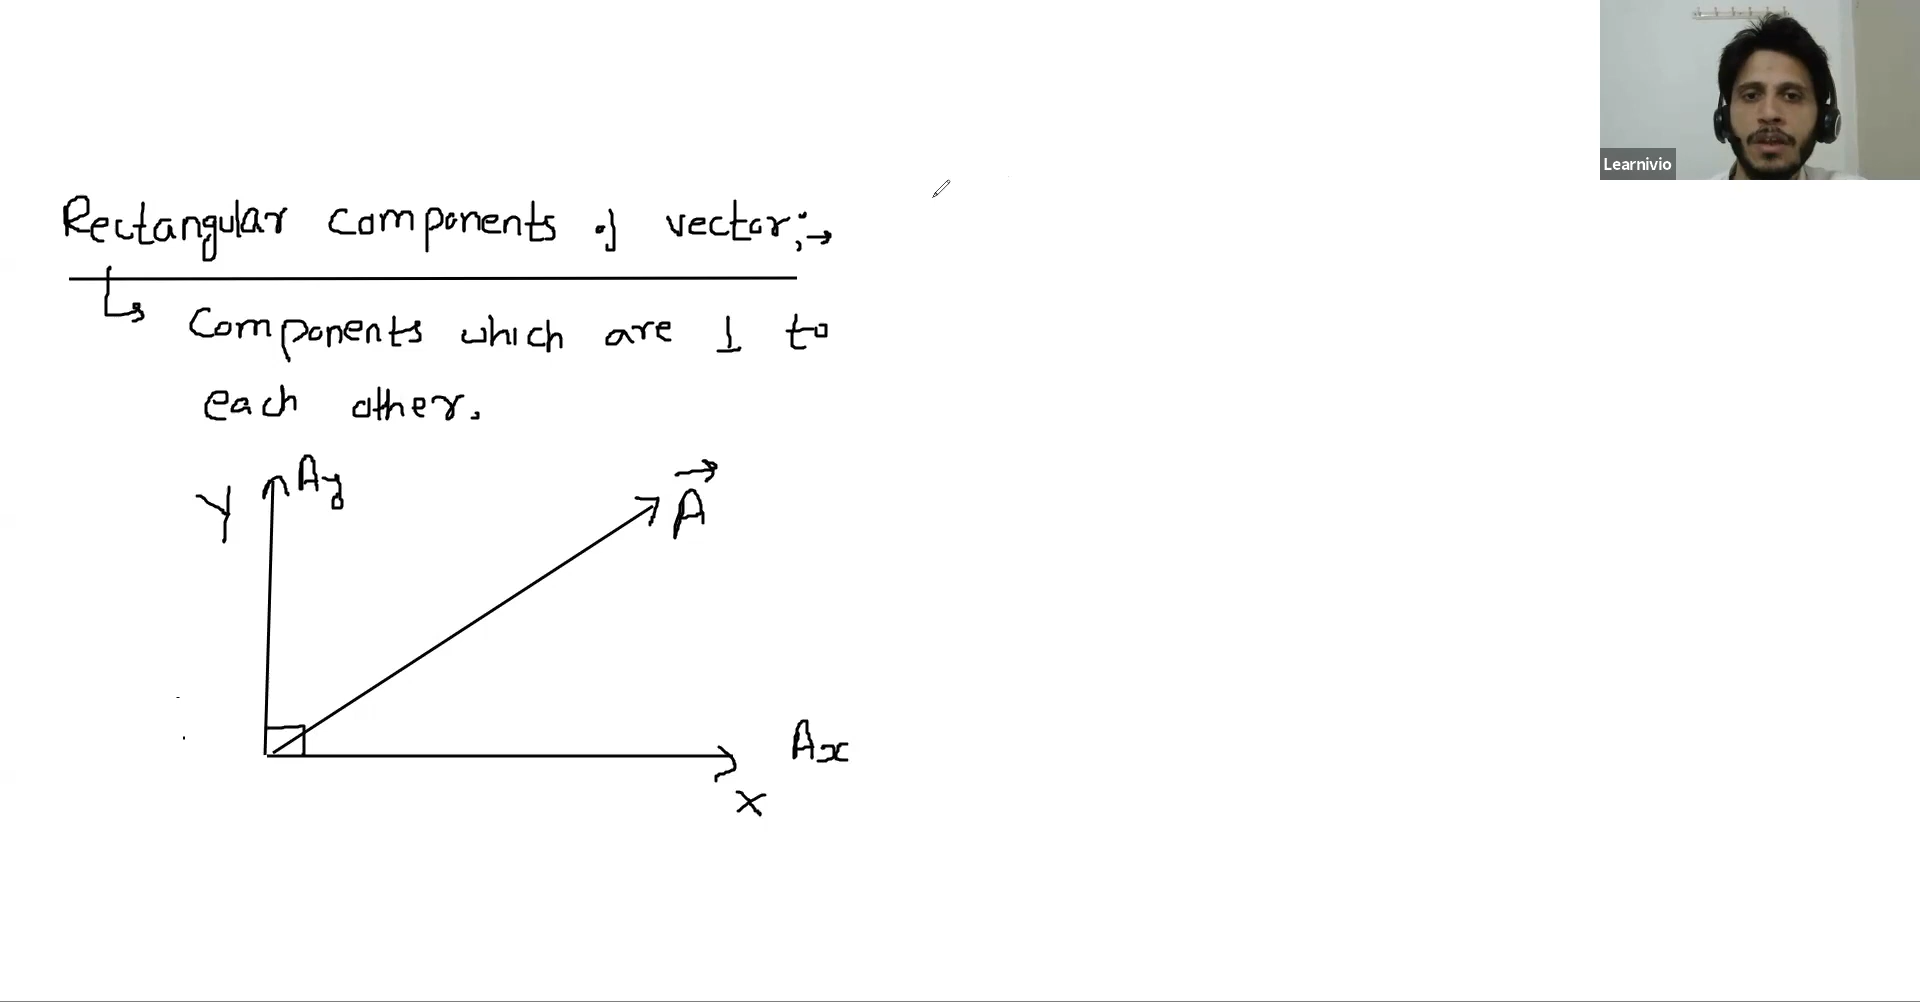 Rectangular components of vector:→
↳ Components which are ⊥ to
each other.
Y Ay
A⃗
Ax
X
Learnivio